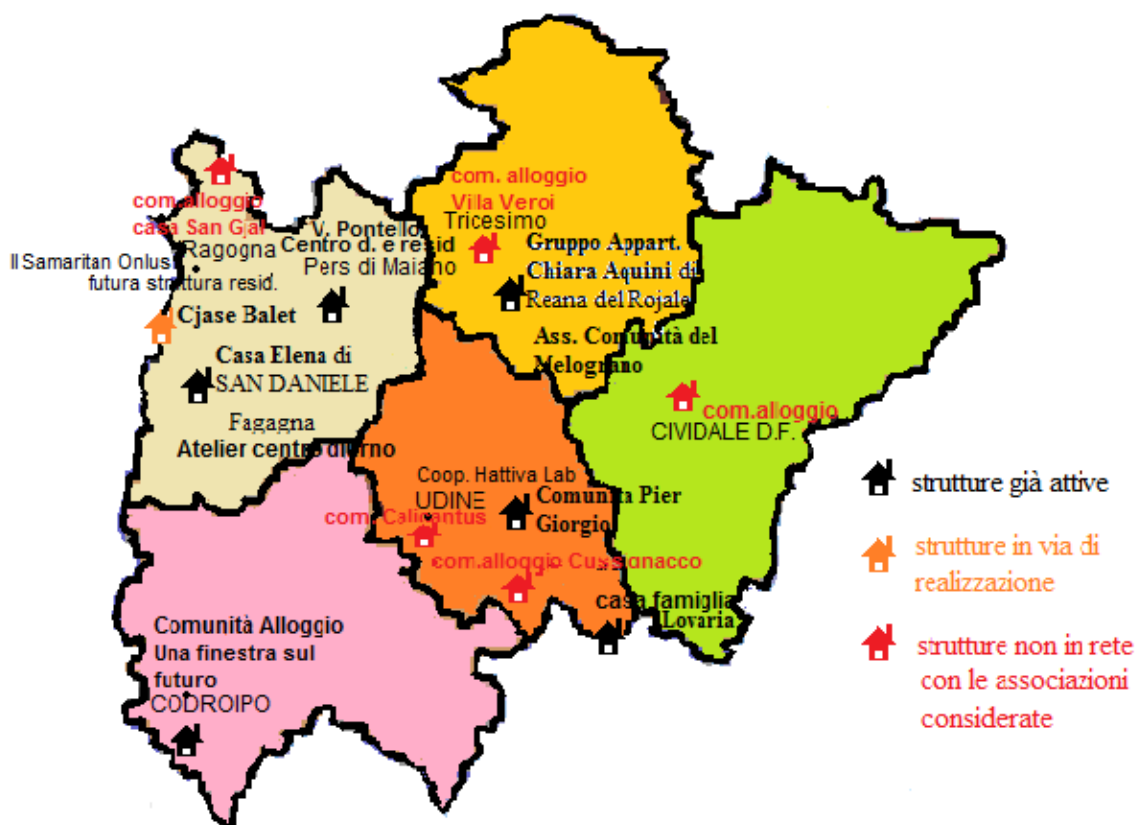 com. alloggio
Villa Veroi
Tricesimo
com.alloggio
casa San Gjal
Ragogna
Il Samaritan Onlus
futura struttura resid.
V. Pontello
Centro d. e resid
Pers di Maiano
Gruppo Appart.
Chiara Aquini di
Reana del Rojale
Cjase Balet
Ass. Comunità del
Melograno
Casa Elena di
SAN DANIELE
Fagagna
Atelier centro diurno
com.alloggio
CIVIDALE D.F.
Coop. Hattiva Lab
UDINE
Comunita Pier
Giorgio
com. Calicantus
com.alloggio Cussignacco
casa famiglia
Lovaria
Comunità Alloggio
Una finestra sul
futuro
CODROIPO
strutture già attive
strutture in via di
realizzazione
strutture non in rete
con le associazioni
considerate